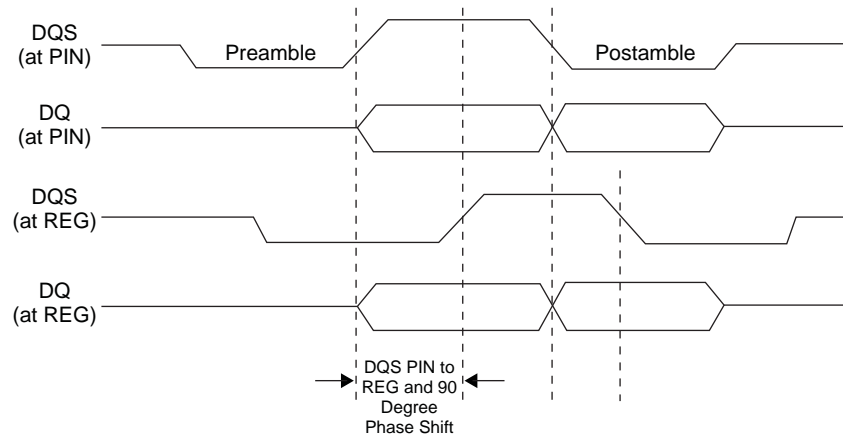 DQS
(at PIN)
Preamble
Postamble
DQ
(at PIN)
DQS
(at REG)
DQ
(at REG)
DQS PIN to
REG and 90
Degree
Phase Shift